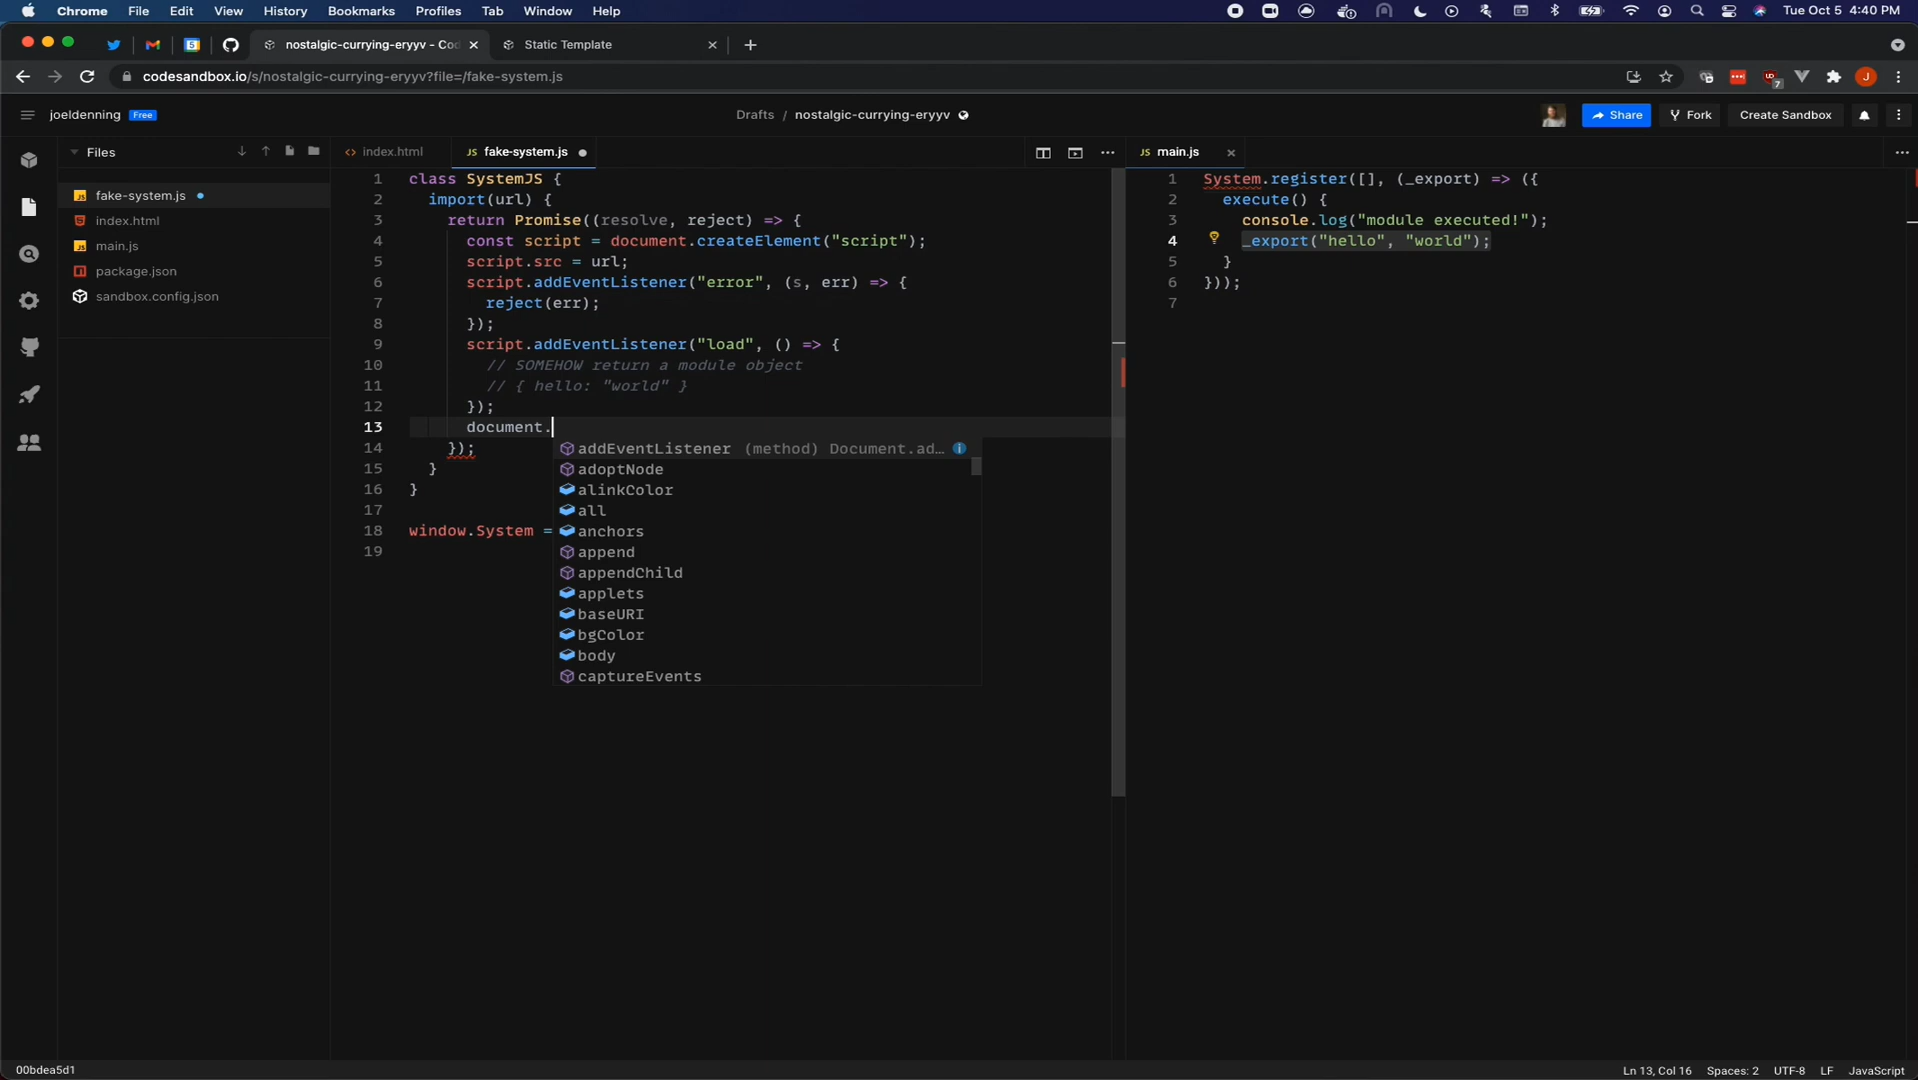 Chrome File Edit View History Bookmarks Profiles Tab Window Help Tue Oct 5 4:40 PM
5 nostalgic-currying-eryyv - Cod Static Template
codesandbox.io/s/nostalgic-currying-eryyv?file=/fake-system.js 7 J
joeldenning Free Drafts / nostalgic-currying-eryyv Share Fork Create Sandbox
Files
fake-system.js
index.html
main.js
package.json
sandbox.config.json
index.html JS fake-system.js
1 class SystemJS {
2 import(url) {
3 return Promise((resolve, reject) => {
4 const script = document.createElement("script");
5 script.src = url;
6 script.addEventListener("error", (s, err) => {
7 reject(err);
8 });
9 script.addEventListener("load", () => {
10 // SOMEHOW return a module object
11 // { hello: "world" }
12 });
13 document.
14 });
15 }
16 }
17
18 window.System =
19
addEventListener (method) Document.ad…
adoptNode
alinkColor
all
anchors
append
appendChild
applets
baseURI
bgColor
body
captureEvents
JS main.js
1 System.register([], (_export) => ({
2 execute() {
3 console.log("module executed!");
4 _export("hello", "world");
5 }
6 }));
7
00bdea5d1 Ln 13, Col 16 Spaces: 2 UTF-8 LF JavaScript